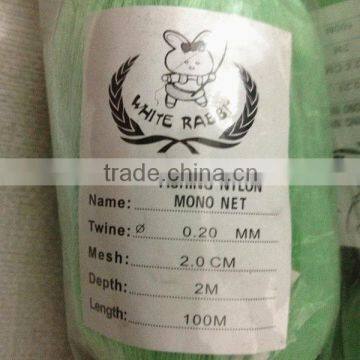 WHITE RABBIT
trade.china.cn
FISHING NYLON
Name: MONO NET
Twine: Ø 0.20 MM
Mesh: 2.0 CM
Depth: 2M
Length: 100M